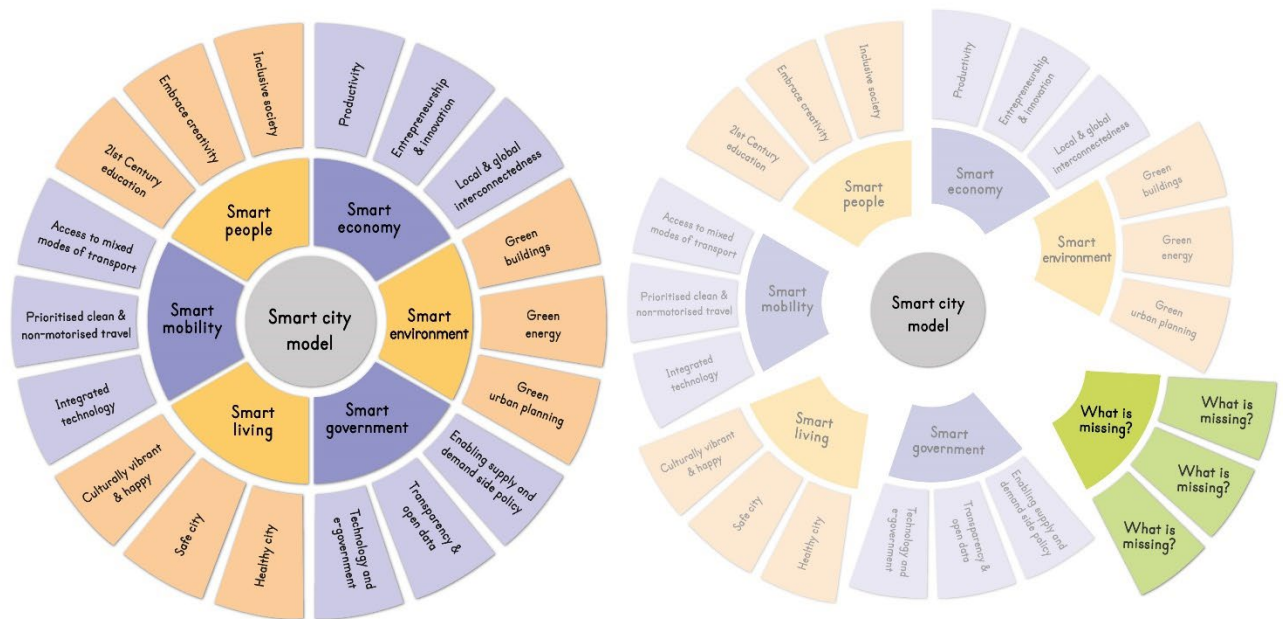 Smart city
model
Smart
people
Smart
economy
Smart
environment
Smart
government
Smart
living
Smart
mobility
21st Century
education
Embrace creativity
Inclusive
society
Productivity
Entrepreneurship
& innovation
Local & global
interconnectedness
Green
buildings
Green
energy
Green
urban planning
Enabling supply and
demand side policy
Transparency &
open data
Technology and
e-government
Healthy city
Safe city
Culturally vibrant
& happy
Integrated
technology
Prioritised clean &
non-motorised travel
Access to mixed
modes of transport
Smart city
model
Smart
people
Smart
economy
Smart
environment
What is
missing?
Smart
government
Smart
living
Smart
mobility
21st Century
education
Embrace creativity
Inclusive
society
Productivity
Entrepreneurship
& innovation
Local & global
interconnectedness
Green
buildings
Green
energy
Green
urban planning
What is
missing?
What is
missing?
What is
missing?
Enabling supply and
demand side policy
Transparency &
open data
Technology and
e-government
Healthy city
Safe city
Culturally vibrant
& happy
Integrated
technology
Prioritised clean &
non-motorised travel
Access to mixed
modes of transport